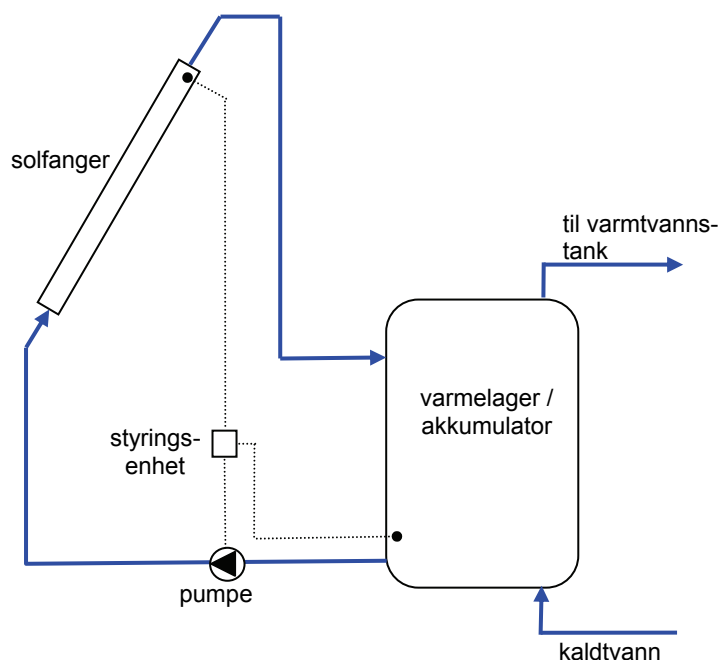 solfanger
til varmtvanns-
tank
varmelager /
akkumulator
styrings-
enhet
pumpe
kaldtvann